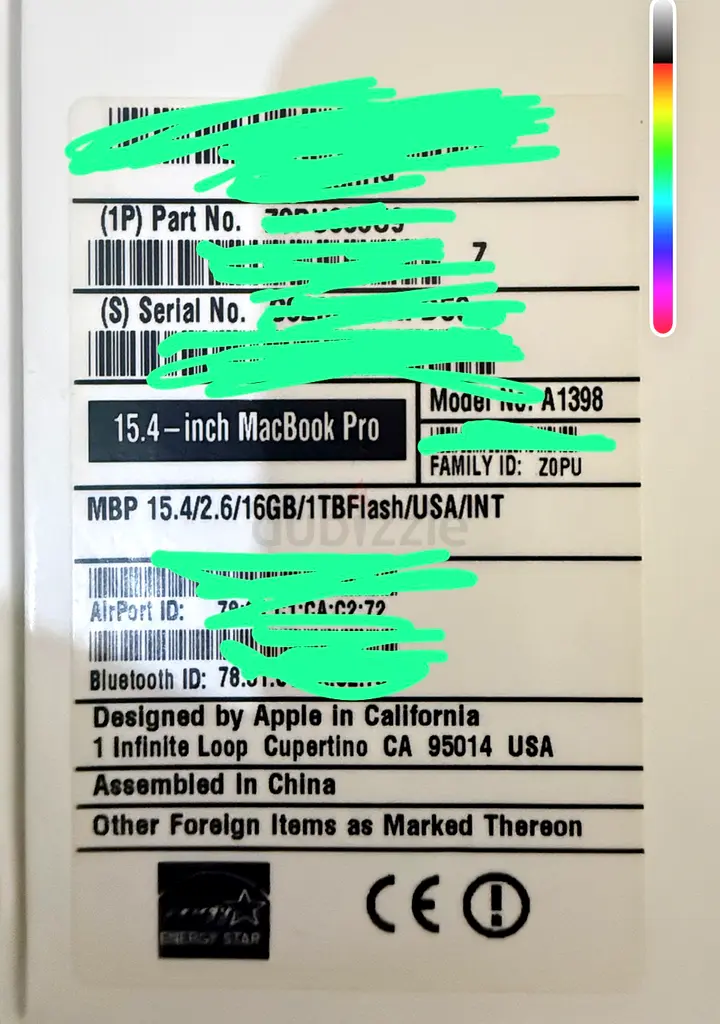 (1P) Part No.
Z
(S) Serial No.
Model No: A1398
15.4-inch MacBook Pro
FAMILY ID: Z0PU
MBP 15.4/2.6/16GB/1TBFlash/USA/INT
dubizzle
AirPort ID:
Bluetooth ID:
Designed by Apple in California
1 Infinite Loop Cupertino CA 95014 USA
Assembled In China
Other Foreign Items as Marked Thereon
energy
ENERGY STAR
CE